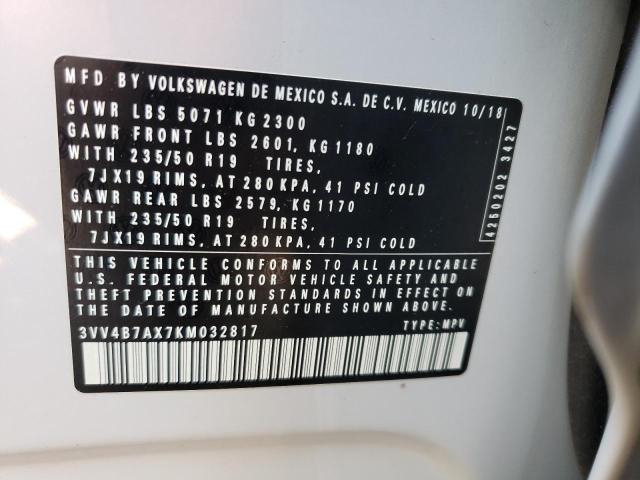 MFD BY VOLKSWAGEN DE MEXICO S.A. DE C.V. MEXICO 10/18
GVWR LBS 5071 KG 2300
GAWR FRONT LBS 2601, KG 1180
WITH 235/50 R19 TIRES,
7JX19 RIMS, AT 280 KPA, 41 PSI COLD
GAWR REAR LBS 2579, KG 1170
WITH 235/50 R19 TIRES,
7JX19 RIMS, AT 280 KPA, 41 PSI COLD
THIS VEHICLE CONFORMS TO ALL APPLICABLE
U.S. FEDERAL MOTOR VEHICLE SAFETY AND
THEFT PREVENTION STANDARDS IN EFFECT ON
THE DATE OF MANUFACTURE SHOWN ABOVE.
3VV4B7AX7KM032817 TYPE: MPV
4250202 3427